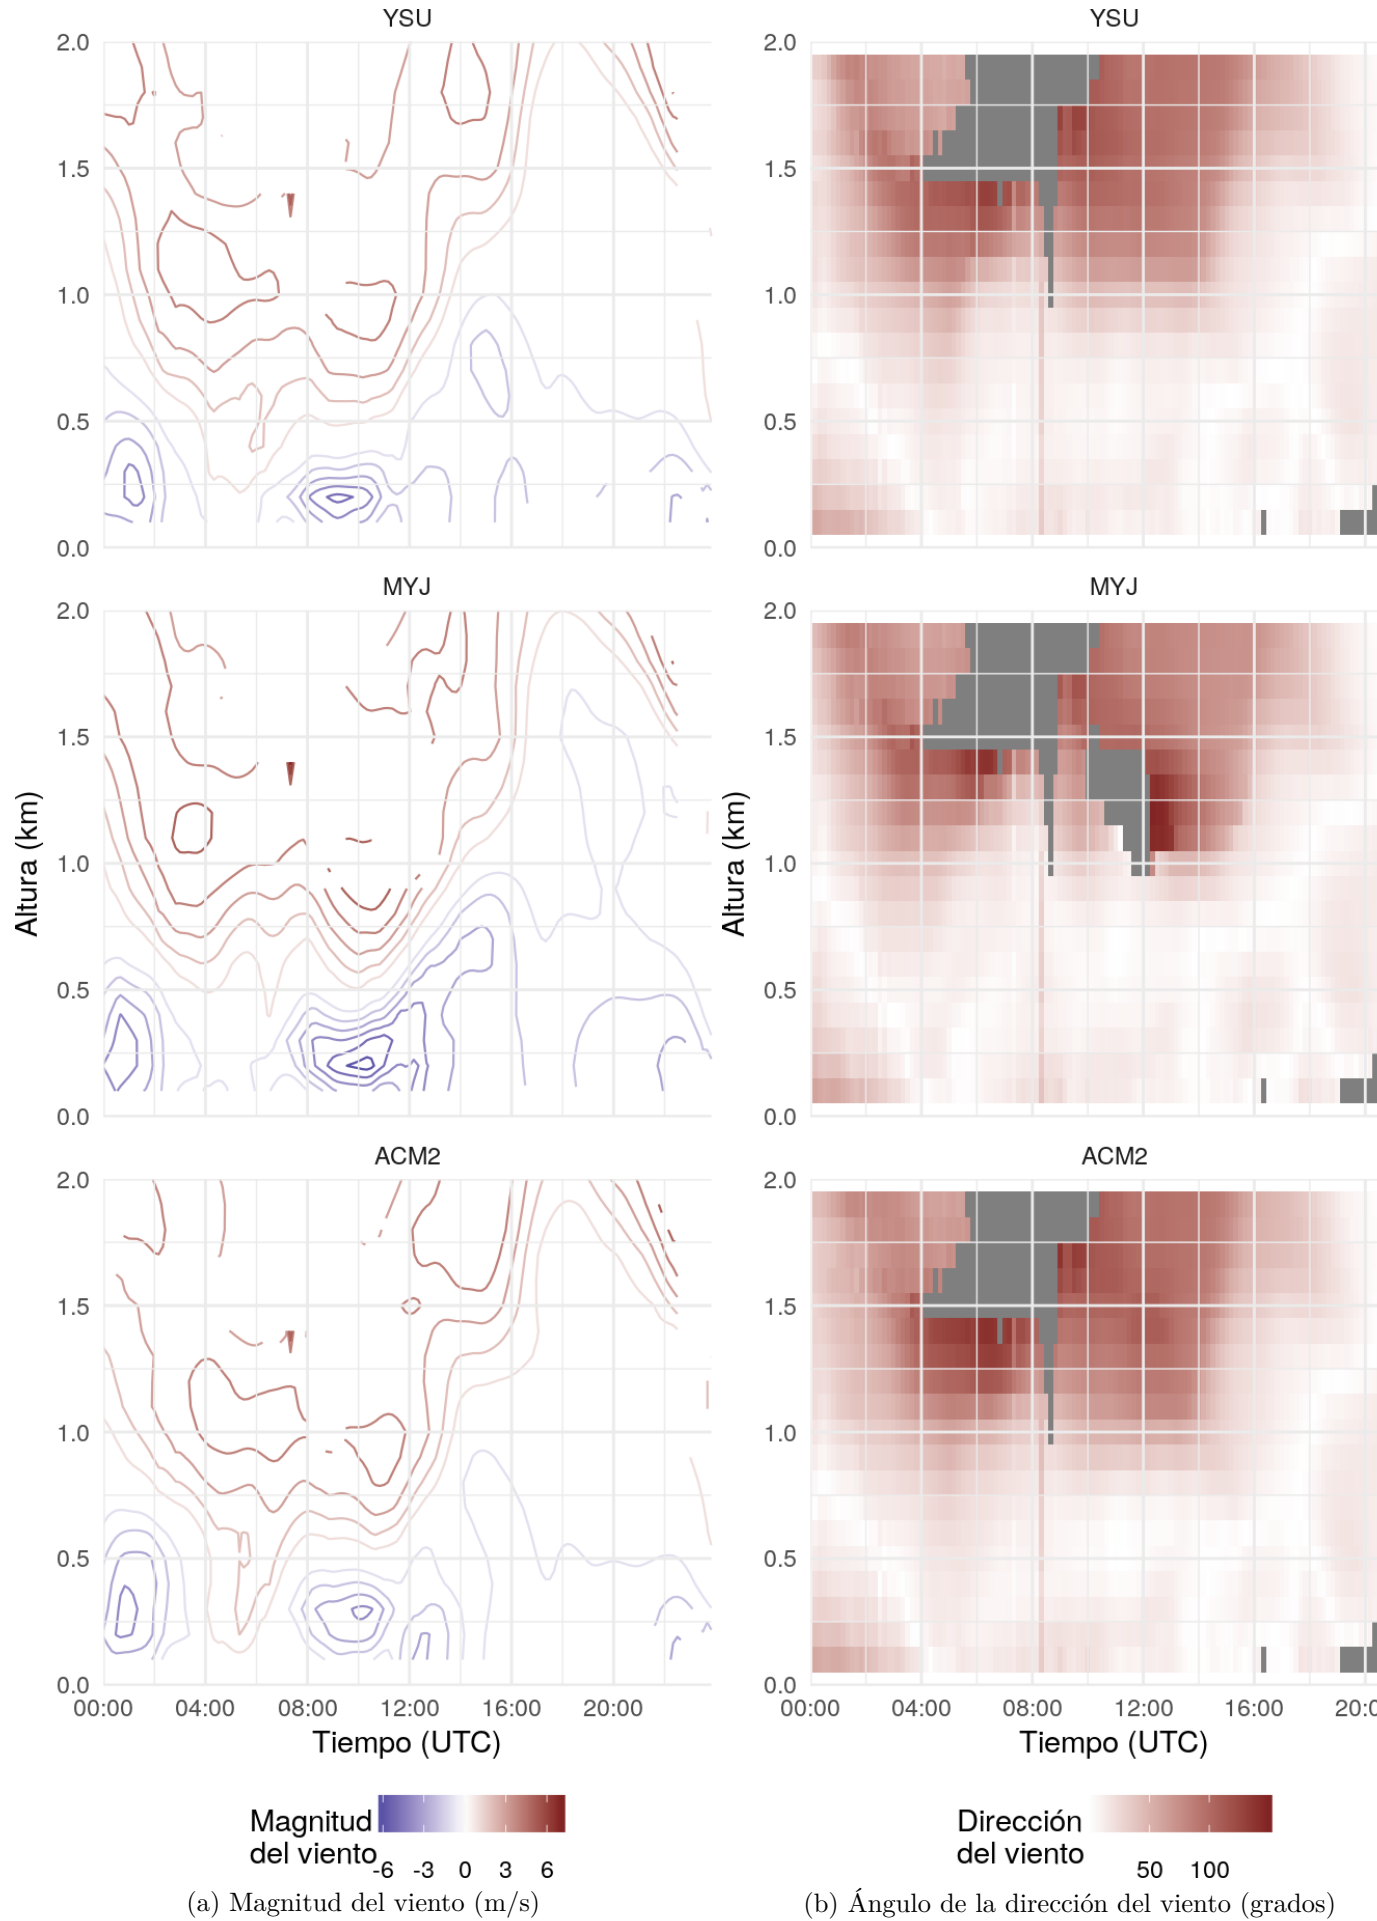 YSU
YSU
2.0
1.5
1.0
0.5
0.0
2.0
1.5
1.0
0.5
0.0
MYJ
MYJ
Altura (km)
2.0
1.5
1.0
0.5
0.0
Altura (km)
2.0
1.5
1.0
0.5
0.0
ACM2
ACM2
2.0
1.5
1.0
0.5
0.0
2.0
1.5
1.0
0.5
0.0
00:00 04:00 08:00 12:00 16:00 20:00
00:00 04:00 08:00 12:00 16:00 20:0
Tiempo (UTC)
Tiempo (UTC)
Magnitud
del viento
-6 -3 0 3 6
Dirección
del viento
50 100
(a) Magnitud del viento (m/s)
(b) Ángulo de la dirección del viento (grados)